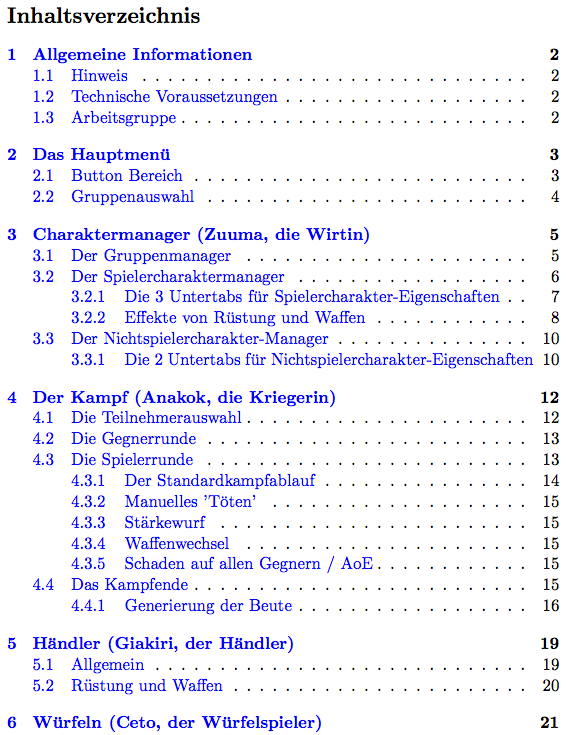 Inhaltsverzeichnis
1 Allgemeine Informationen 2
1.1 Hinweis . . . . . . . . . . . . . . . . . . . . . . . . . . . . . 2
1.2 Technische Voraussetzungen . . . . . . . . . . . . . . . . . . 2
1.3 Arbeitsgruppe . . . . . . . . . . . . . . . . . . . . . . . . . . 2
2 Das Hauptmenü 3
2.1 Button Bereich . . . . . . . . . . . . . . . . . . . . . . . . . 3
2.2 Gruppenauswahl . . . . . . . . . . . . . . . . . . . . . . . . 4
3 Charaktermanager (Zuuma, die Wirtin) 5
3.1 Der Gruppenmanager . . . . . . . . . . . . . . . . . . . . . . 5
3.2 Der Spielercharaktermanager . . . . . . . . . . . . . . . . . . 6
3.2.1 Die 3 Untertabs für Spielercharakter-Eigenschaften . . 7
3.2.2 Effekte von Rüstung und Waffen . . . . . . . . . . . . 8
3.3 Der Nichtspielercharakter-Manager . . . . . . . . . . . . . . . 10
3.3.1 Die 2 Untertabs für Nichtspielercharakter-Eigenschaften 10
4 Der Kampf (Anakok, die Kriegerin) 12
4.1 Die Teilnehmerauswahl . . . . . . . . . . . . . . . . . . . . . 12
4.2 Die Gegnerrunde . . . . . . . . . . . . . . . . . . . . . . . . 13
4.3 Die Spielerrunde . . . . . . . . . . . . . . . . . . . . . . . . 13
4.3.1 Der Standardkampfablauf . . . . . . . . . . . . . . . . 14
4.3.2 Manuelles 'Töten' . . . . . . . . . . . . . . . . . . . . 15
4.3.3 Stärkewurf . . . . . . . . . . . . . . . . . . . . . . . . 15
4.3.4 Waffenwechsel . . . . . . . . . . . . . . . . . . . . . . 15
4.3.5 Schaden auf allen Gegnern / AoE . . . . . . . . . . . . 15
4.4 Das Kampfende . . . . . . . . . . . . . . . . . . . . . . . . . 15
4.4.1 Generierung der Beute . . . . . . . . . . . . . . . . . . 16
5 Händler (Giakiri, der Händler) 19
5.1 Allgemein . . . . . . . . . . . . . . . . . . . . . . . . . . . . 19
5.2 Rüstung und Waffen . . . . . . . . . . . . . . . . . . . . . . 20
6 Würfeln (Ceto, der Würfelspieler) 21